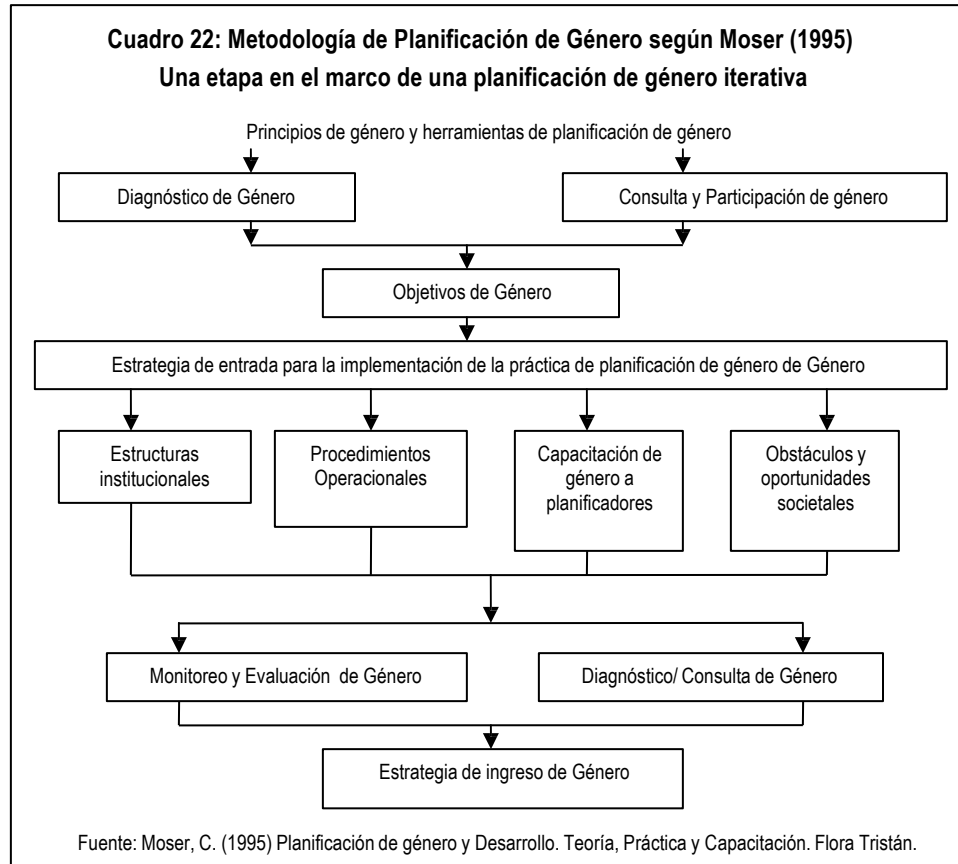 Cuadro 22: Metodología de Planificación de Género según Moser (1995)
Una etapa en el marco de una planificación de género iterativa
Principios de género y herramientas de planificación de género
Diagnóstico de Género
Consulta y Participación de género
Objetivos de Género
Estrategia de entrada para la implementación de la práctica de planificación de género de Género
Estructuras
institucionales
Procedimientos
Operacionales
Capacitación de
género a
planificadores
Obstáculos y
oportunidades
societales
Monitoreo y Evaluación de Género
Diagnóstico/ Consulta de Género
Estrategia de ingreso de Género
Fuente: Moser, C. (1995) Planificación de género y Desarrollo. Teoría, Práctica y Capacitación. Flora Tristán.